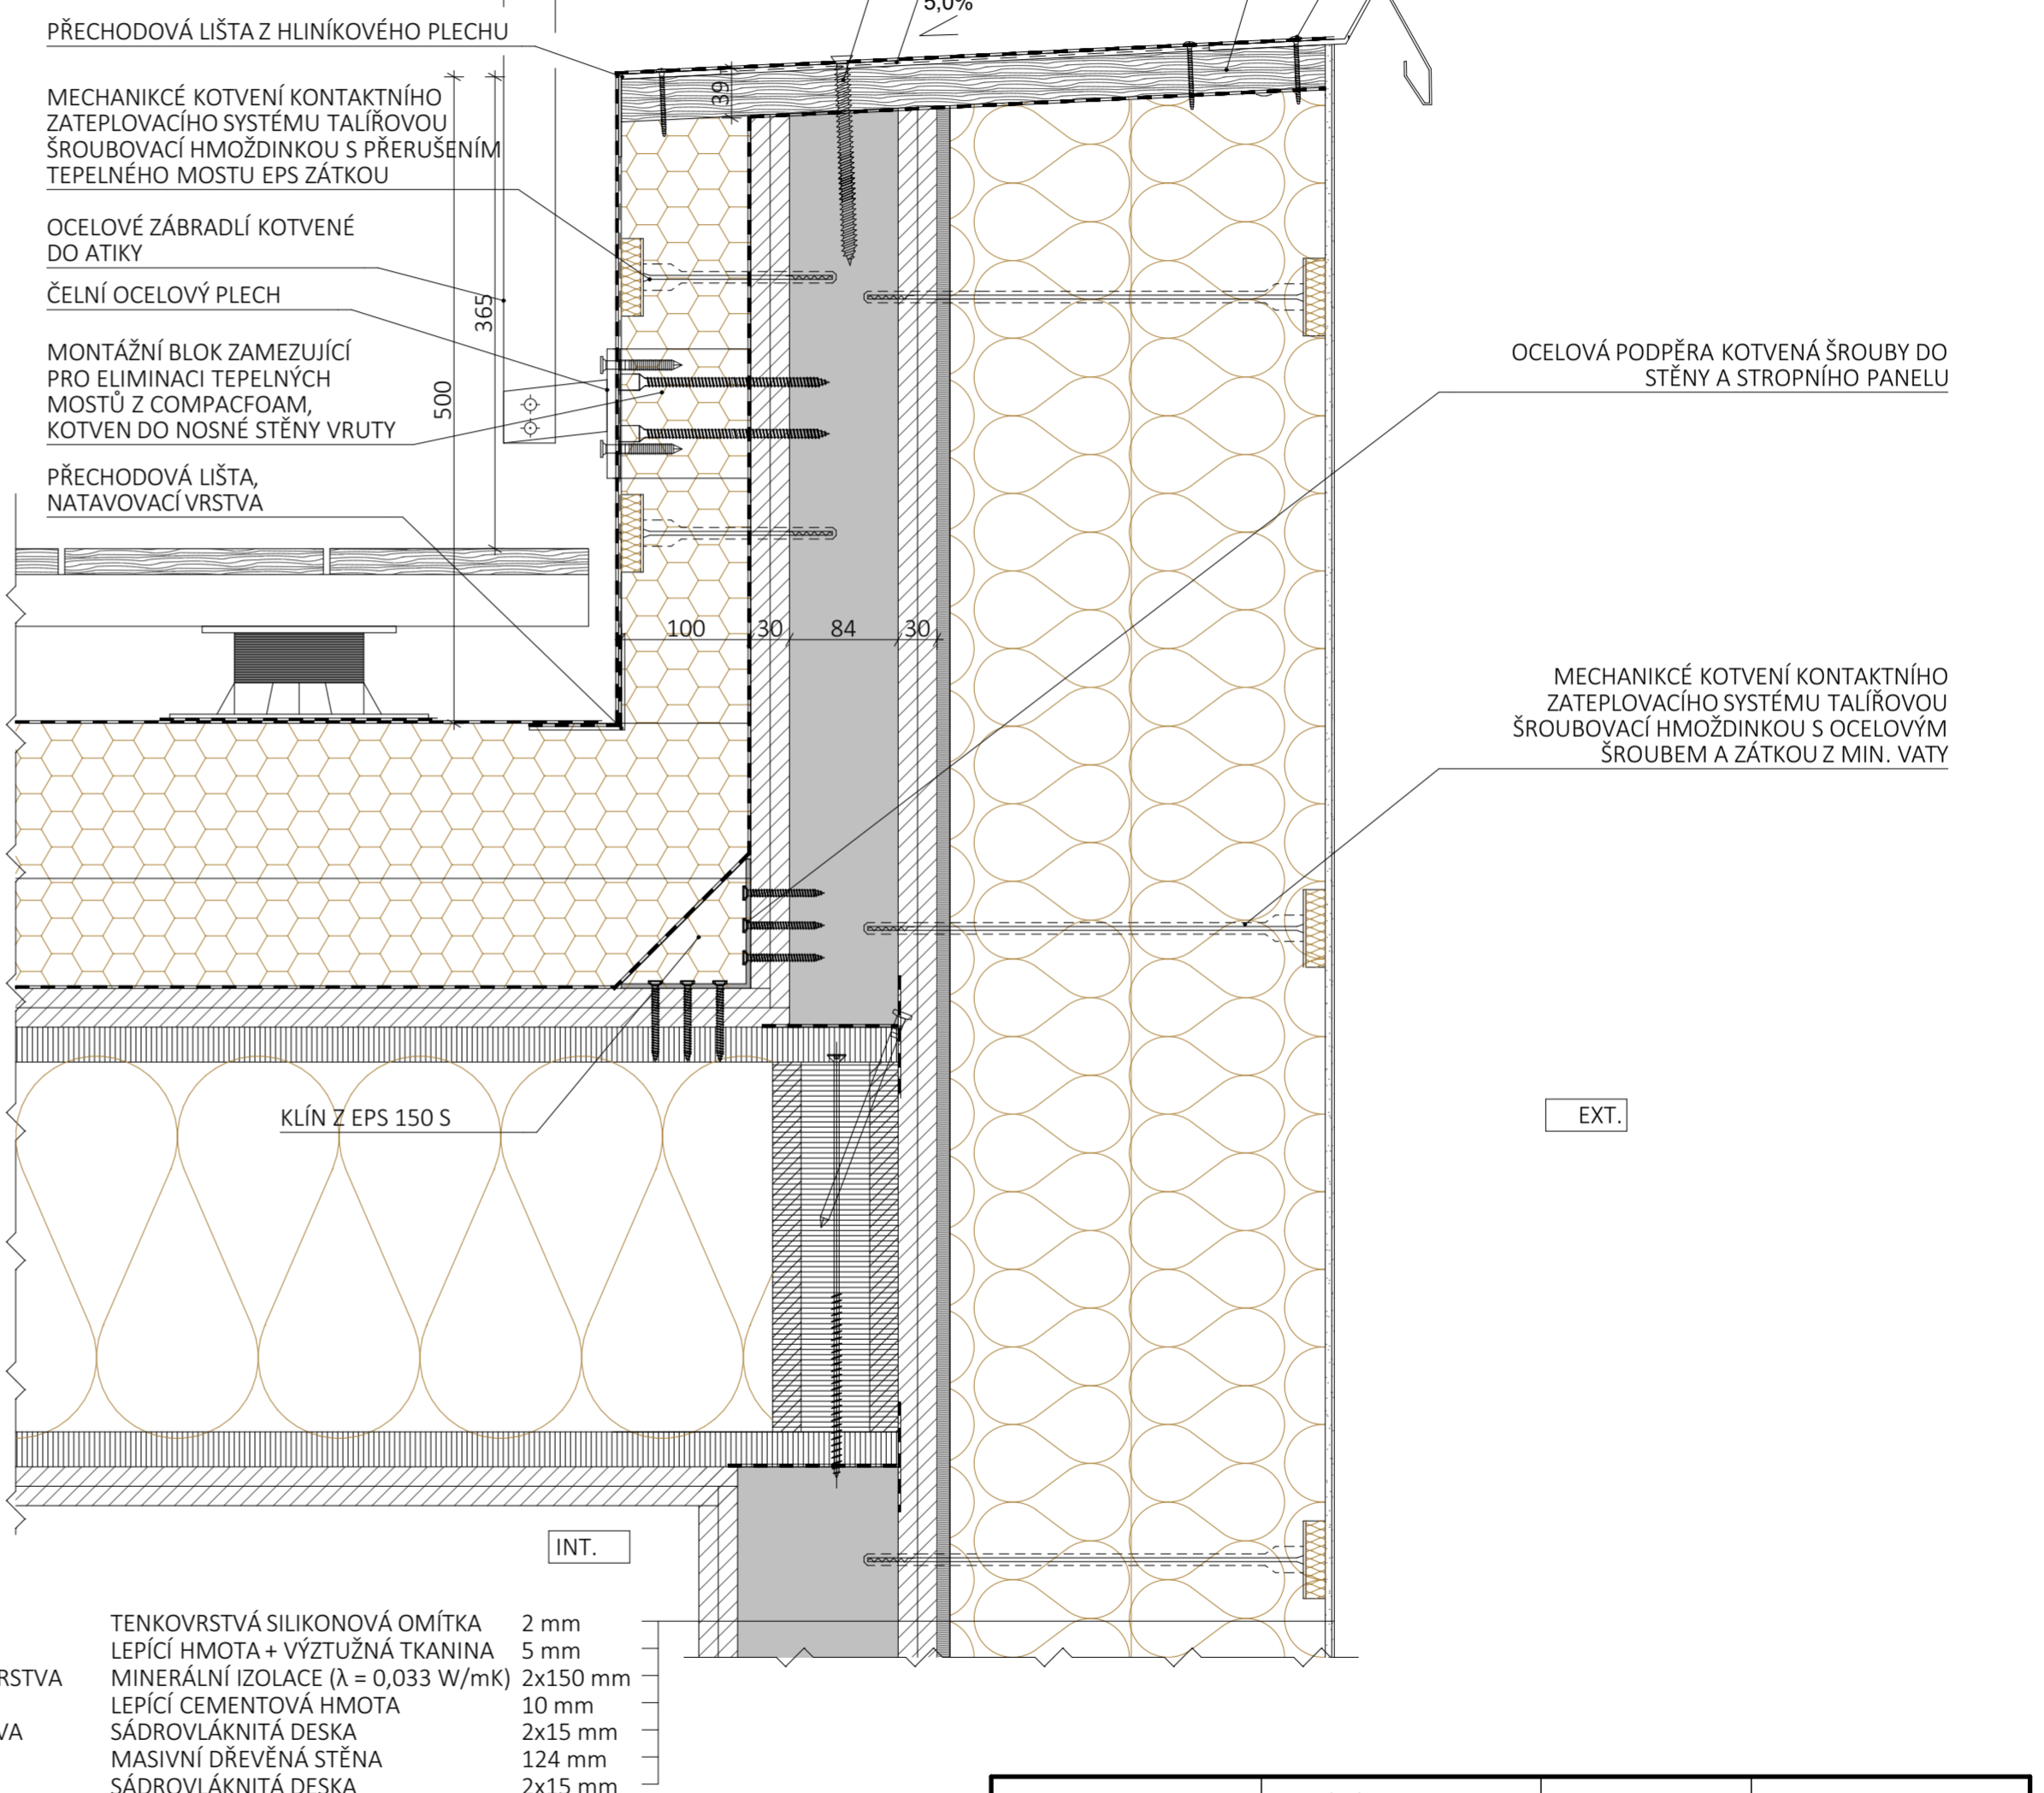 5,0%
PŘECHODOVÁ LIŠTA Z HLINÍKOVÉHO PLECHU
MECHANIKCÉ KOTVENÍ KONTAKTNÍHO
ZATEPLOVACÍHO SYSTÉMU TALÍŘOVOU
ŠROUBOVACÍ HMOŽDINKOU S PŘERUŠENÍM
TEPELNÉHO MOSTU EPS ZÁTKOU
39
OCELOVÉ ZÁBRADLÍ KOTVENÉ
DO ATIKY
ČELNÍ OCELOVÝ PLECH
365
500
MONTÁŽNÍ BLOK ZAMEZUJÍCÍ
PRO ELIMINACI TEPELNÝCH
MOSTŮ Z COMPACFOAM,
KOTVEN DO NOSNÉ STĚNY VRUTY
PŘECHODOVÁ LIŠTA,
NATAVOVACÍ VRSTVA
OCELOVÁ PODPĚRA KOTVENÁ ŠROUBY DO
STĚNY A STROPNÍHO PANELU
100 30 84 30
MECHANIKCÉ KOTVENÍ KONTAKTNÍHO
ZATEPLOVACÍHO SYSTÉMU TALÍŘOVOU
ŠROUBOVACÍ HMOŽDINKOU S OCELOVÝM
ŠROUBEM A ZÁTKOU Z MIN. VATY
KLÍN Z EPS 150 S
EXT.
INT.
TENKOVRSTVÁ SILIKONOVÁ OMÍTKA 2 mm
LEPÍCÍ HMOTA + VÝZTUŽNÁ TKANINA 5 mm
RSTVA MINERÁLNÍ IZOLACE (λ = 0,033 W/mK) 2x150 mm
LEPÍCÍ CEMENTOVÁ HMOTA 10 mm
VA SÁDROVLÁKNITÁ DESKA 2x15 mm
MASIVNÍ DŘEVĚNÁ STĚNA 124 mm
SÁDROVLÁKNITÁ DESKA 2x15 mm